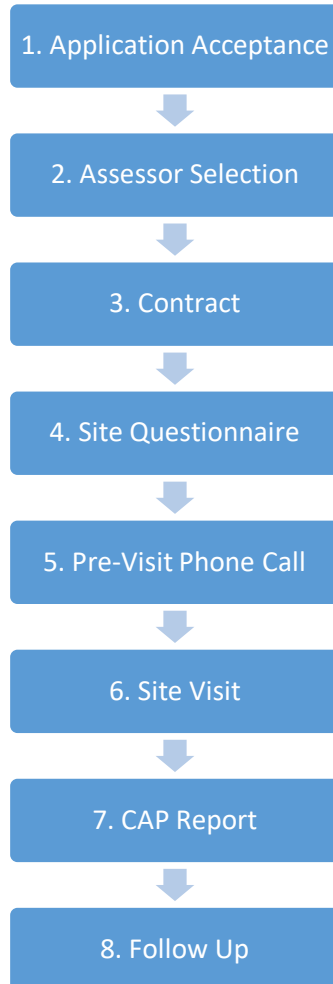 1. Application Acceptance
2. Assessor Selection
3. Contract
4. Site Questionnaire
5. Pre-Visit Phone Call
6. Site Visit
7. CAP Report
8. Follow Up